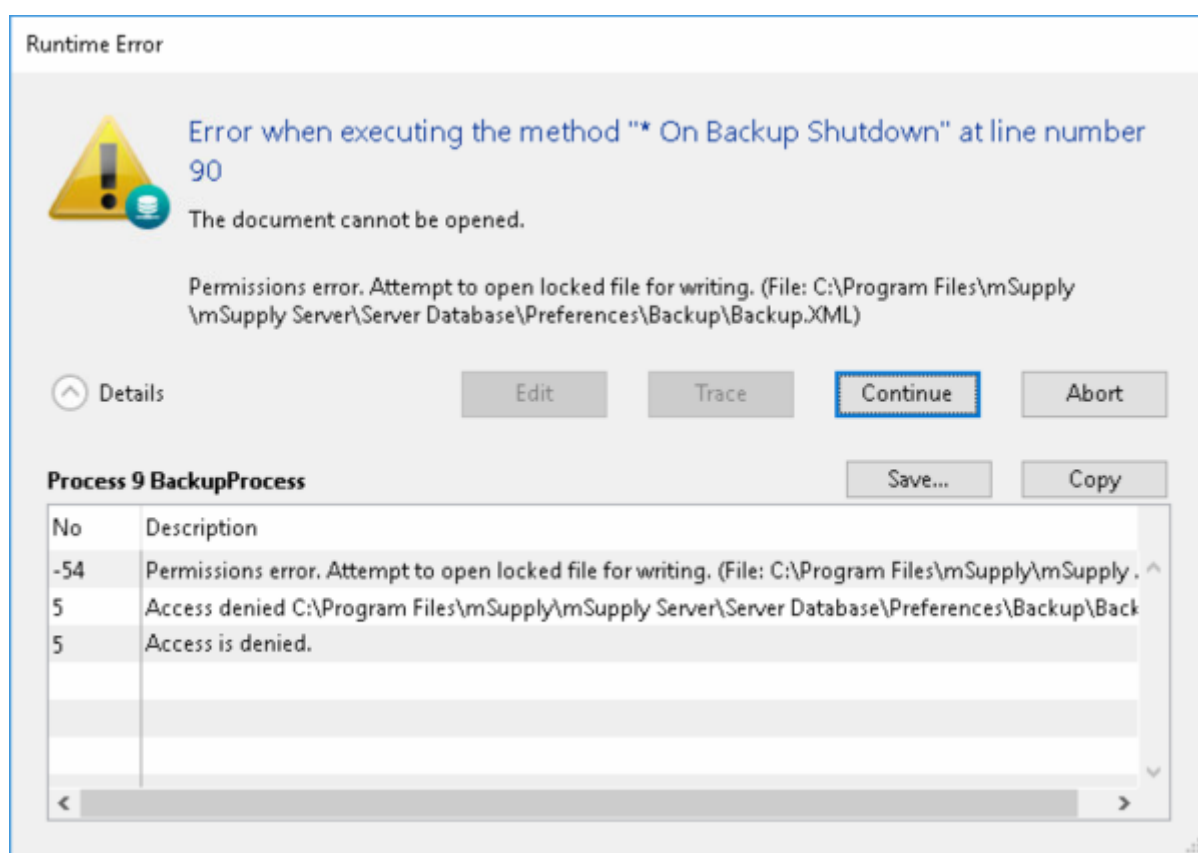 Runtime Error
Error when executing the method "* On Backup Shutdown" at line number
90
The document cannot be opened.
Permissions error. Attempt to open locked file for writing. (File: C:\Program Files\mSupply
\mSupply Server\Server Database\Preferences\Backup\Backup.XML)
Details Edit Trace Continue Abort
Process 9 BackupProcess Save... Copy
No Description
-54 Permissions error. Attempt to open locked file for writing. (File: C:\Program Files\mSupply\mSupply .
5 Access denied C:\Program Files\mSupply\mSupply Server\Server Database\Preferences\Backup\Back
5 Access is denied.